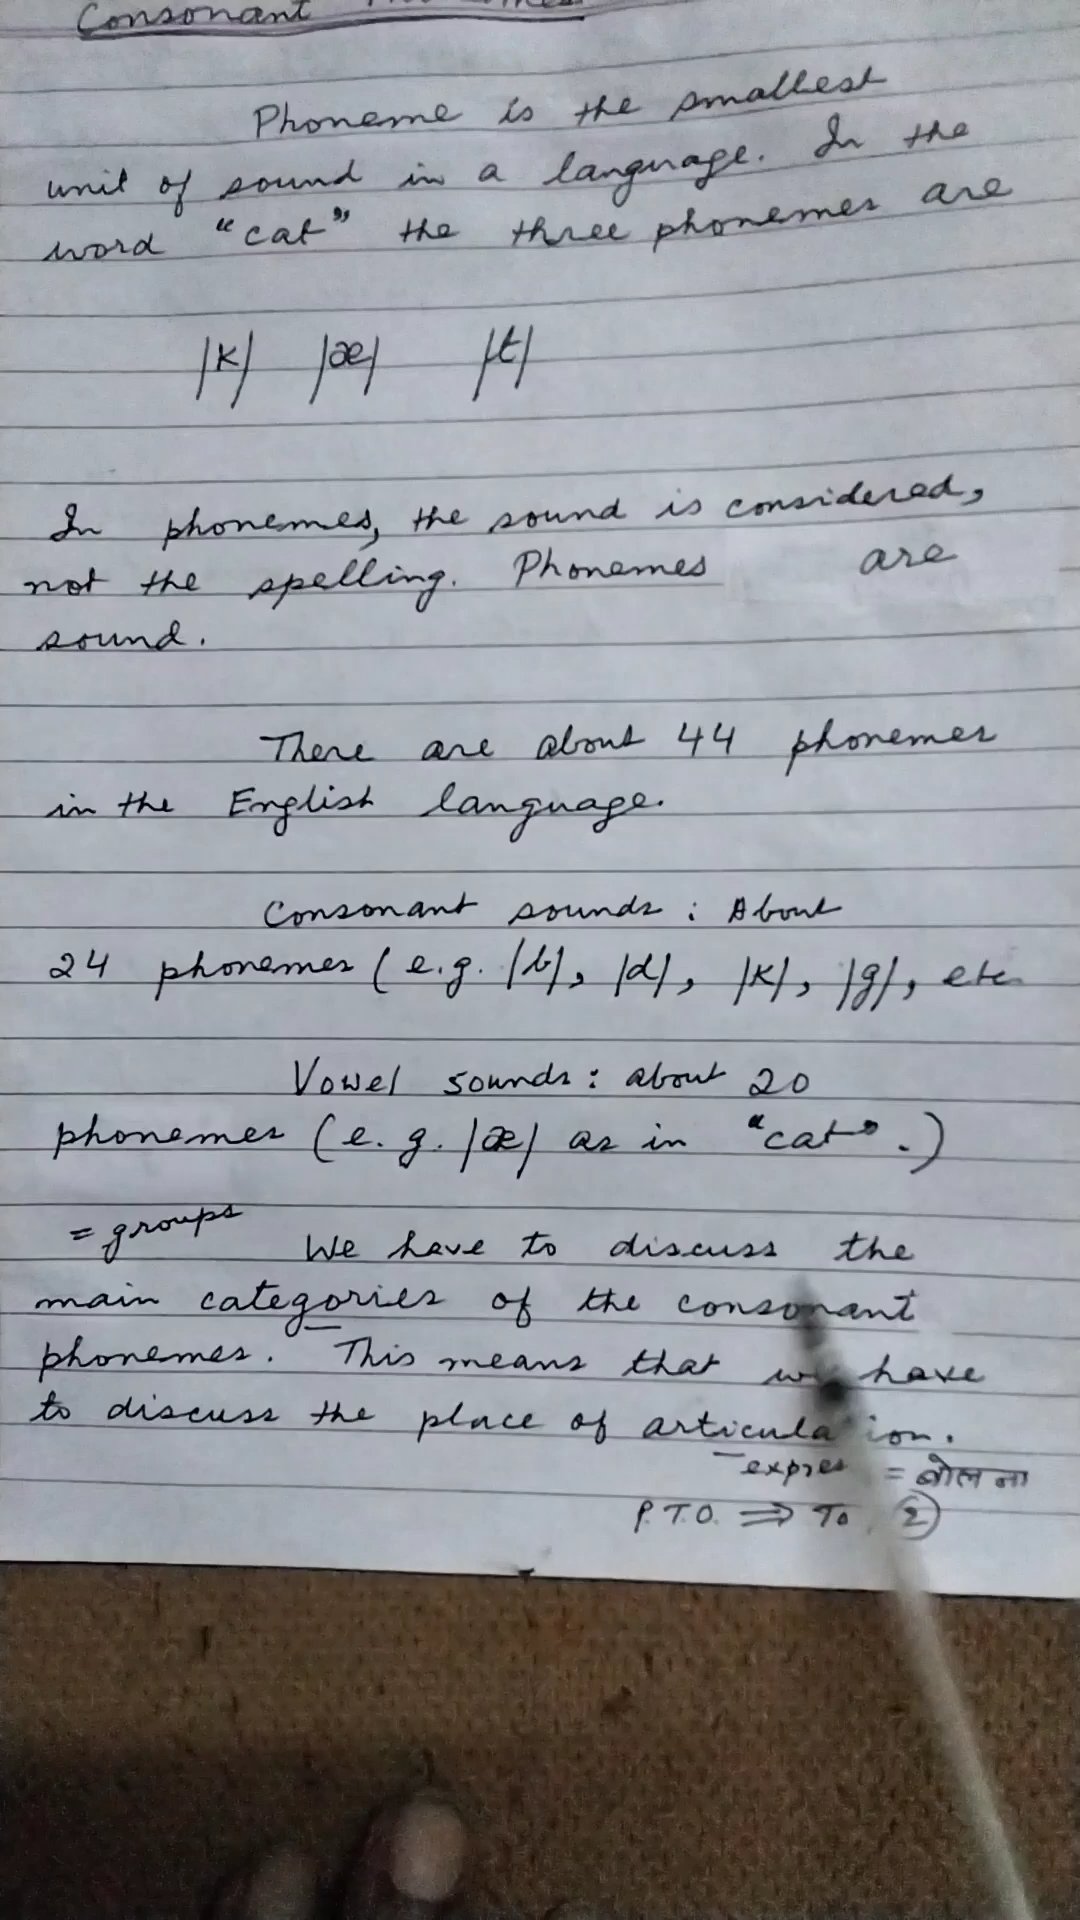 Consonant
Phoneme is the smallest
unit of sound in a language. In the
word "cat" the three phonemes are
/k/ /æ/ /t/
In phonemes, the sound is considered,
not the spelling. Phonemes are
sound.
There are about 44 phonemes
in the English language.
Consonant sounds : About
24 phonemes (e.g. /b/, /d/, /k/, /g/, etc
Vowel sounds : about 20
phonemes (e.g. /æ/ as in "cat".)
= groups We have to discuss the
main categories of the consonant
phonemes. This means that we have
to discuss the place of articulation.
= बोलना
P.T.O. ⇒ To 2